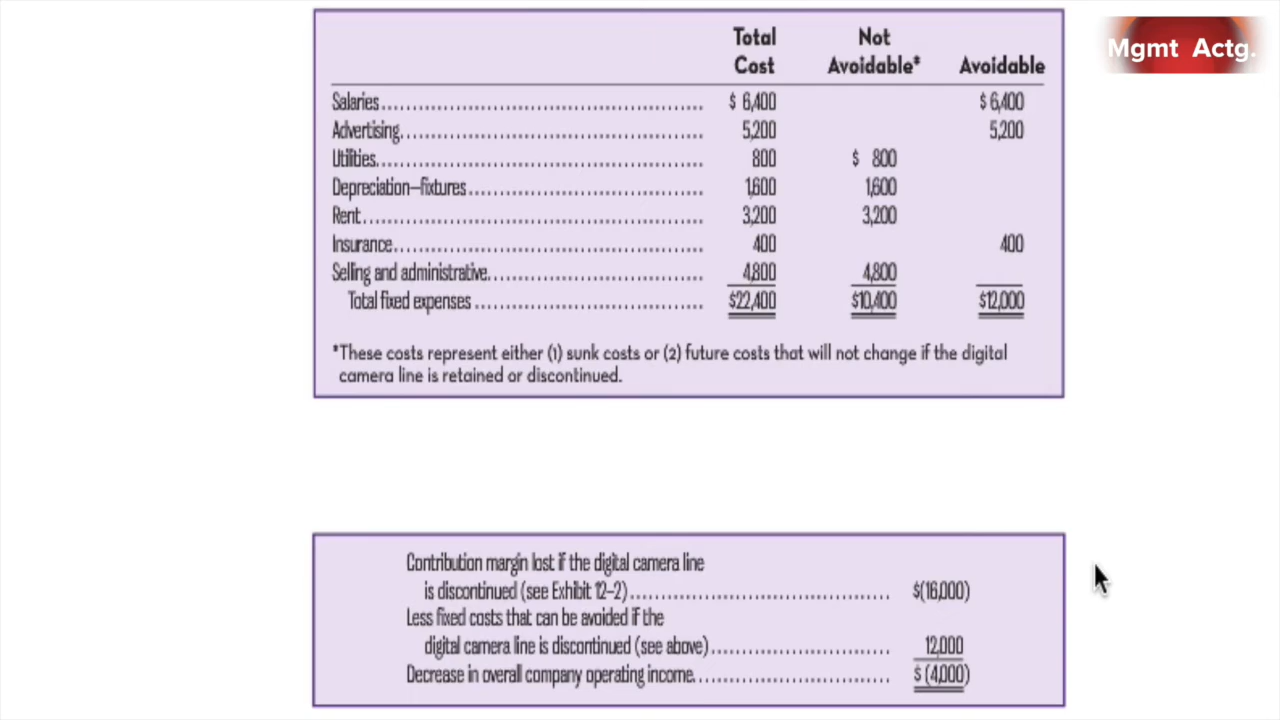 Mgmt Actg.
Total Not
Cost Avoidable* Avoidable
Salaries........................................................ $ 6,400 $ 6,400
Advertising..................................................... 5,200 5,200
Utilities........................................................ 800 $ 800
Depreciation—fixtures........................................ 1,600 1,600
Rent............................................................ 3,200 3,200
Insurance...................................................... 400 400
Selling and administrative.................................... 4,800 4,800
Total fixed expenses ....................................... $22,400 $10,400 $12,000
*These costs represent either (1) sunk costs or (2) future costs that will not change if the digital
camera line is retained or discontinued.
Contribution margin lost if the digital camera line
is discontinued (see Exhibit 12–2)................................................ $(16,000)
Less fixed costs that can be avoided if the
digital camera line is discontinued (see above)................................. 12,000
Decrease in overall company operating income.................................... $ (4,000)